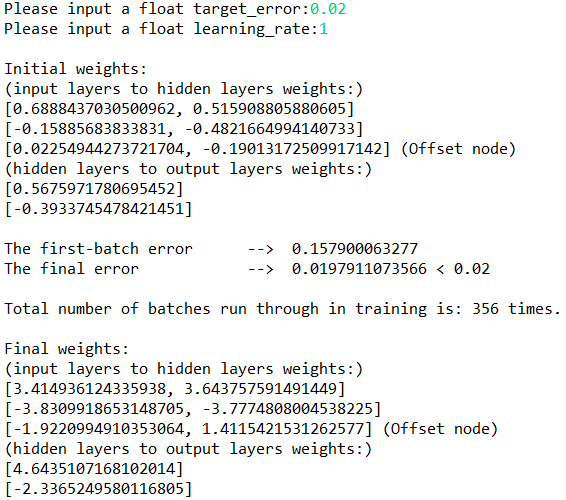 Please input a float target_error:0.02
Please input a float learning_rate:1
Initial weights:
(input layers to hidden layers weights:)
[0.6888437030500962, 0.515908805880605]
[-0.15885683833831, -0.4821664994140733]
[0.02254944273721704, -0.19013172509917142] (Offset node)
(hidden layers to output layers weights:)
[0.5675971780695452]
[-0.3933745478421451]
The first-batch error --> 0.157900063277
The final error --> 0.0197911073566 < 0.02
Total number of batches run through in training is: 356 times.
Final weights:
(input layers to hidden layers weights:)
[3.414936124335938, 3.643757591491449]
[-3.8309918653148705, -3.7774808004538225]
[-1.9220994910353064, 1.4115421531262577] (Offset node)
(hidden layers to output layers weights:)
[4.6435107168102014]
[-2.3365249580116805]